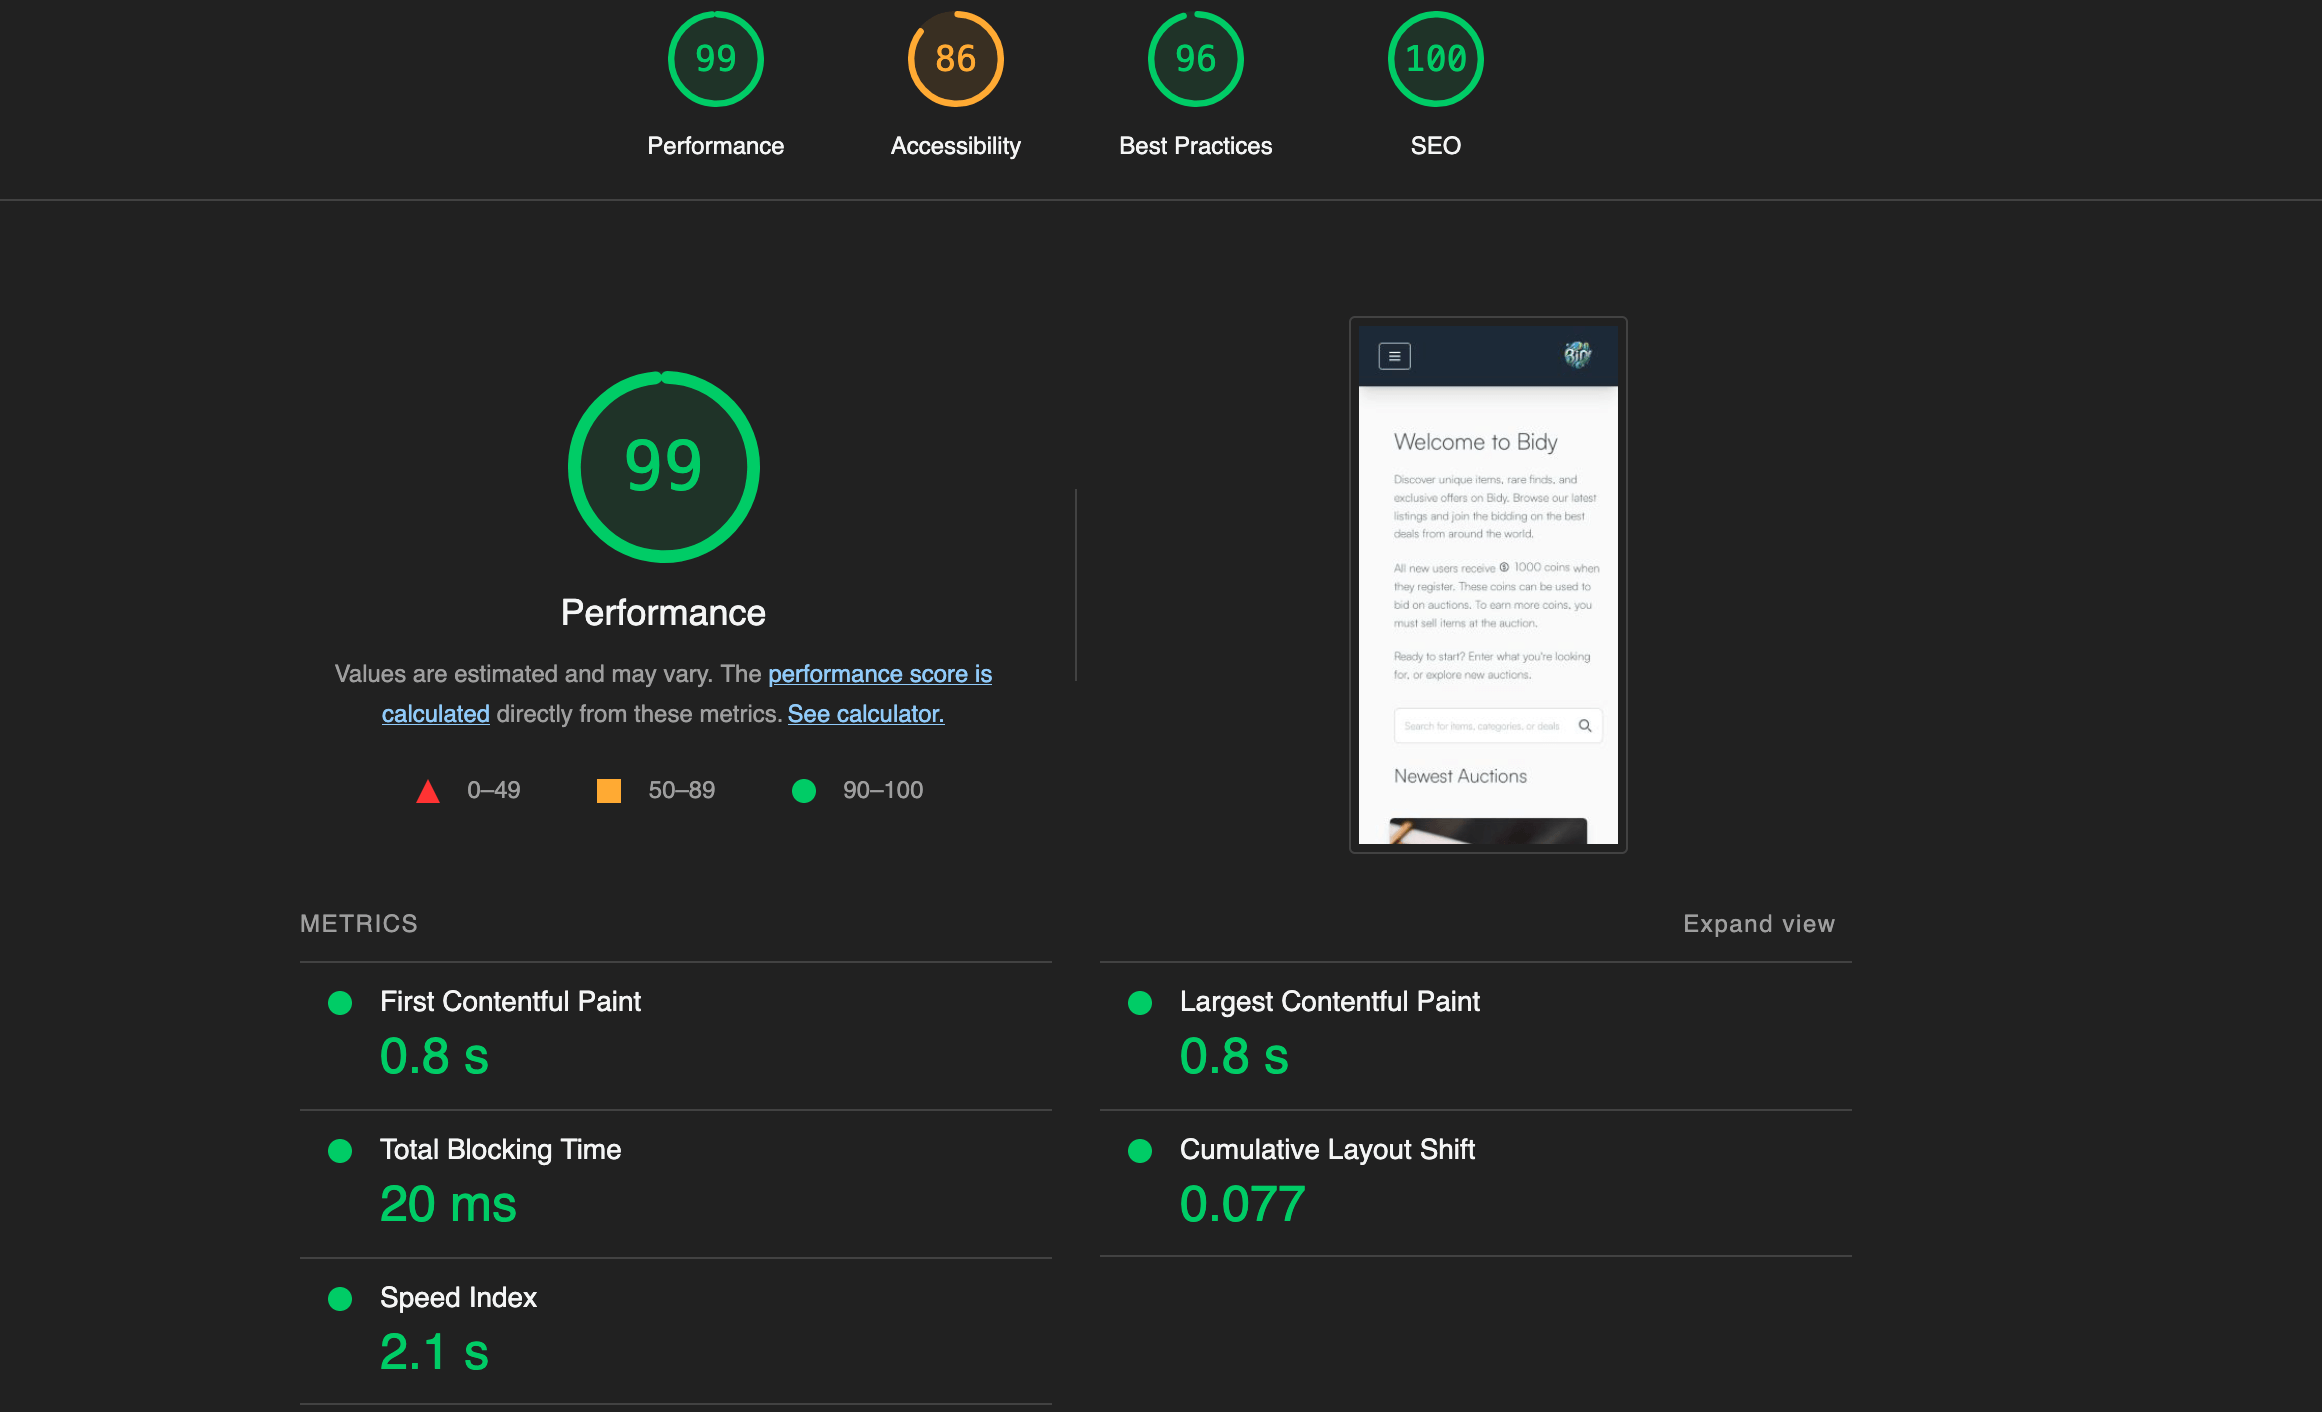 99
86
96
100
Performance
Accessibility
Best Practices
SEO
99
Performance
Values are estimated and may vary. The performance score is
calculated directly from these metrics. See calculator.
0–49
50–89
90–100
Bidy
Welcome to Bidy
Discover unique items, rare finds, and
exclusive offers on Bidy. Browse our latest
listings and join the bidding on the best
deals from around the world.
All new users receive 1000 coins when
they register. These coins can be used to
bid on auctions. To earn more coins, you
must sell items at the auction.
Ready to start? Enter what you're looking
for, or explore new auctions.
Search for items, categories, or deals
Newest Auctions
METRICS
Expand view
First Contentful Paint
0.8 s
Largest Contentful Paint
0.8 s
Total Blocking Time
20 ms
Cumulative Layout Shift
0.077
Speed Index
2.1 s